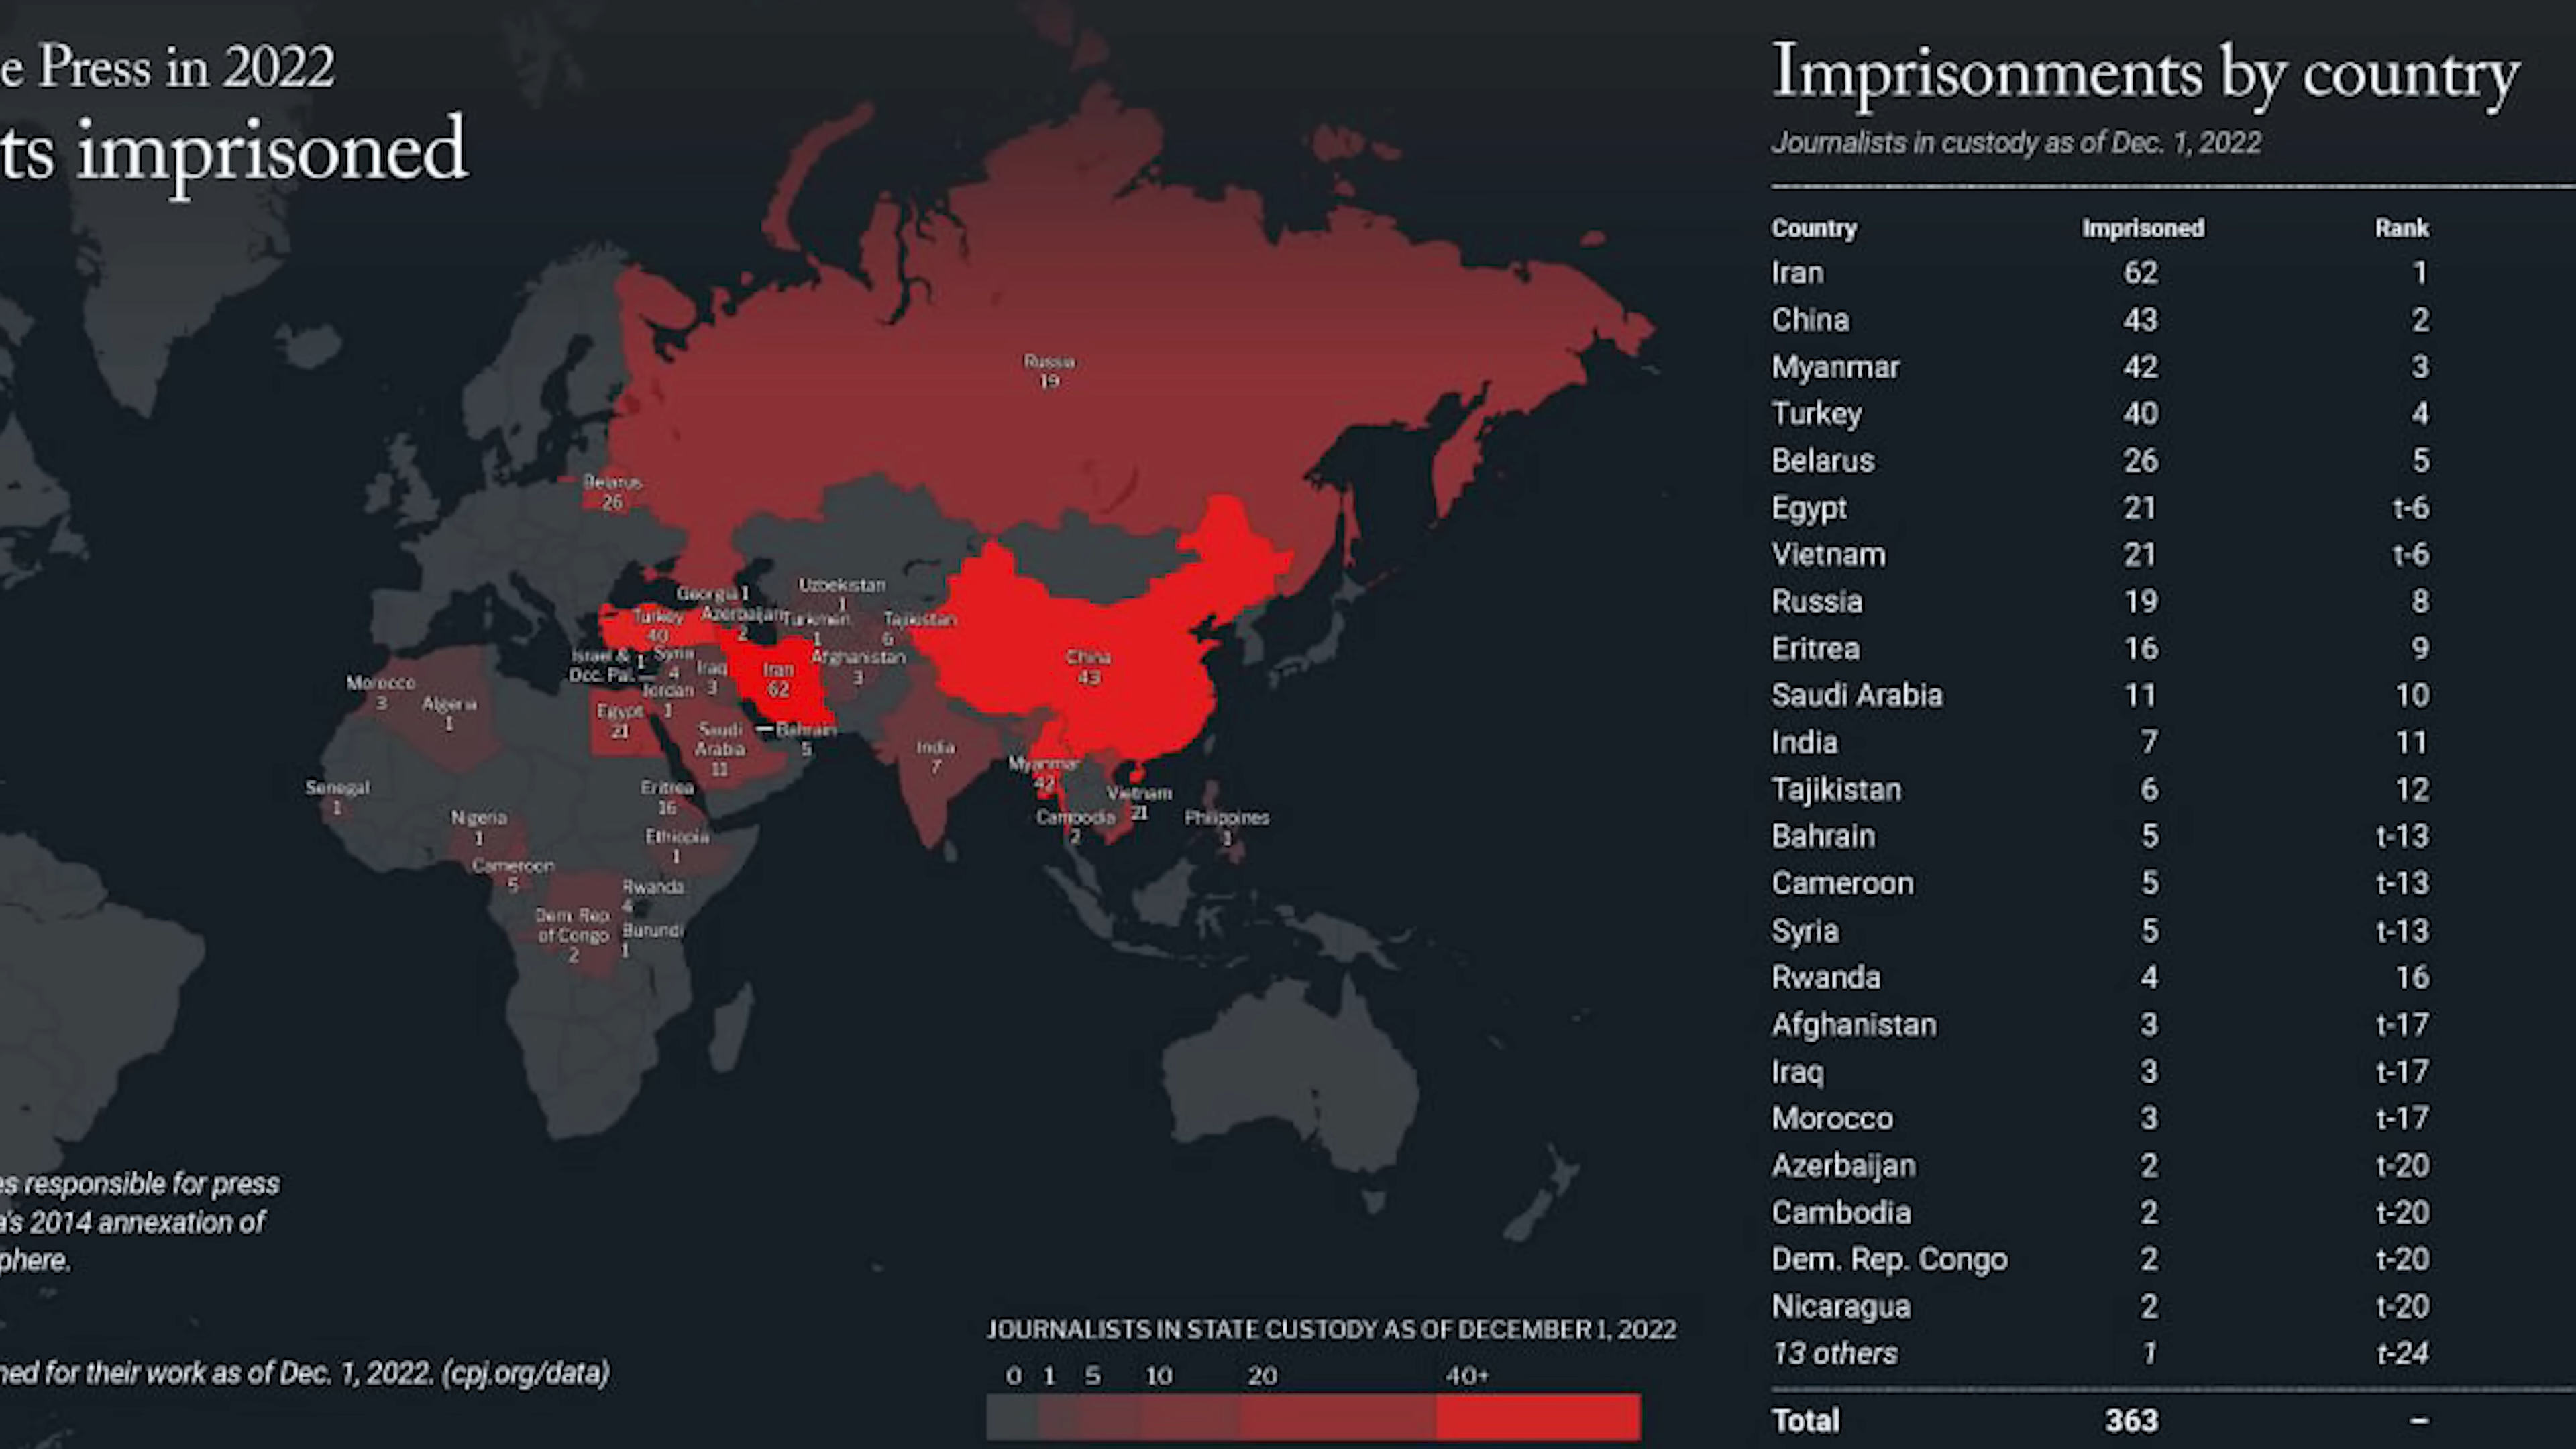 e Press in 2022
ts imprisoned
Russia
19
Belarus
26
Georgia 1
Uzbekistan
1
Turkey
40
Azerbaijan
2
Turkmen.
1
Tajikistan
6
Israel &
Occ. Pal.
1
Syria
4
Iraq
3
Iran
62
Afghanistan
3
China
43
Jordan
1
Morocco
3
Algeria
1
Egypt
21
Saudi
Arabia
11
Bahrain
5
India
7
Myanmar
42
Vietnam
21
Cambodia
2
Philippines
1
Senegal
1
Nigeria
1
Eritrea
16
Ethiopia
1
Cameroon
5
Rwanda
4
Dem. Rep.
of Congo
2
Burundi
1
es responsible for press
a's 2014 annexation of
phere.
ned for their work as of Dec. 1, 2022. (cpj.org/data)
JOURNALISTS IN STATE CUSTODY AS OF DECEMBER 1, 2022
0 1 5 10 20 40+
Imprisonments by country
Journalists in custody as of Dec. 1, 2022
Country Imprisoned Rank
Iran 62 1
China 43 2
Myanmar 42 3
Turkey 40 4
Belarus 26 5
Egypt 21 t-6
Vietnam 21 t-6
Russia 19 8
Eritrea 16 9
Saudi Arabia 11 10
India 7 11
Tajikistan 6 12
Bahrain 5 t-13
Cameroon 5 t-13
Syria 5 t-13
Rwanda 4 16
Afghanistan 3 t-17
Iraq 3 t-17
Morocco 3 t-17
Azerbaijan 2 t-20
Cambodia 2 t-20
Dem. Rep. Congo 2 t-20
Nicaragua 2 t-20
13 others 1 t-24
Total 363 –